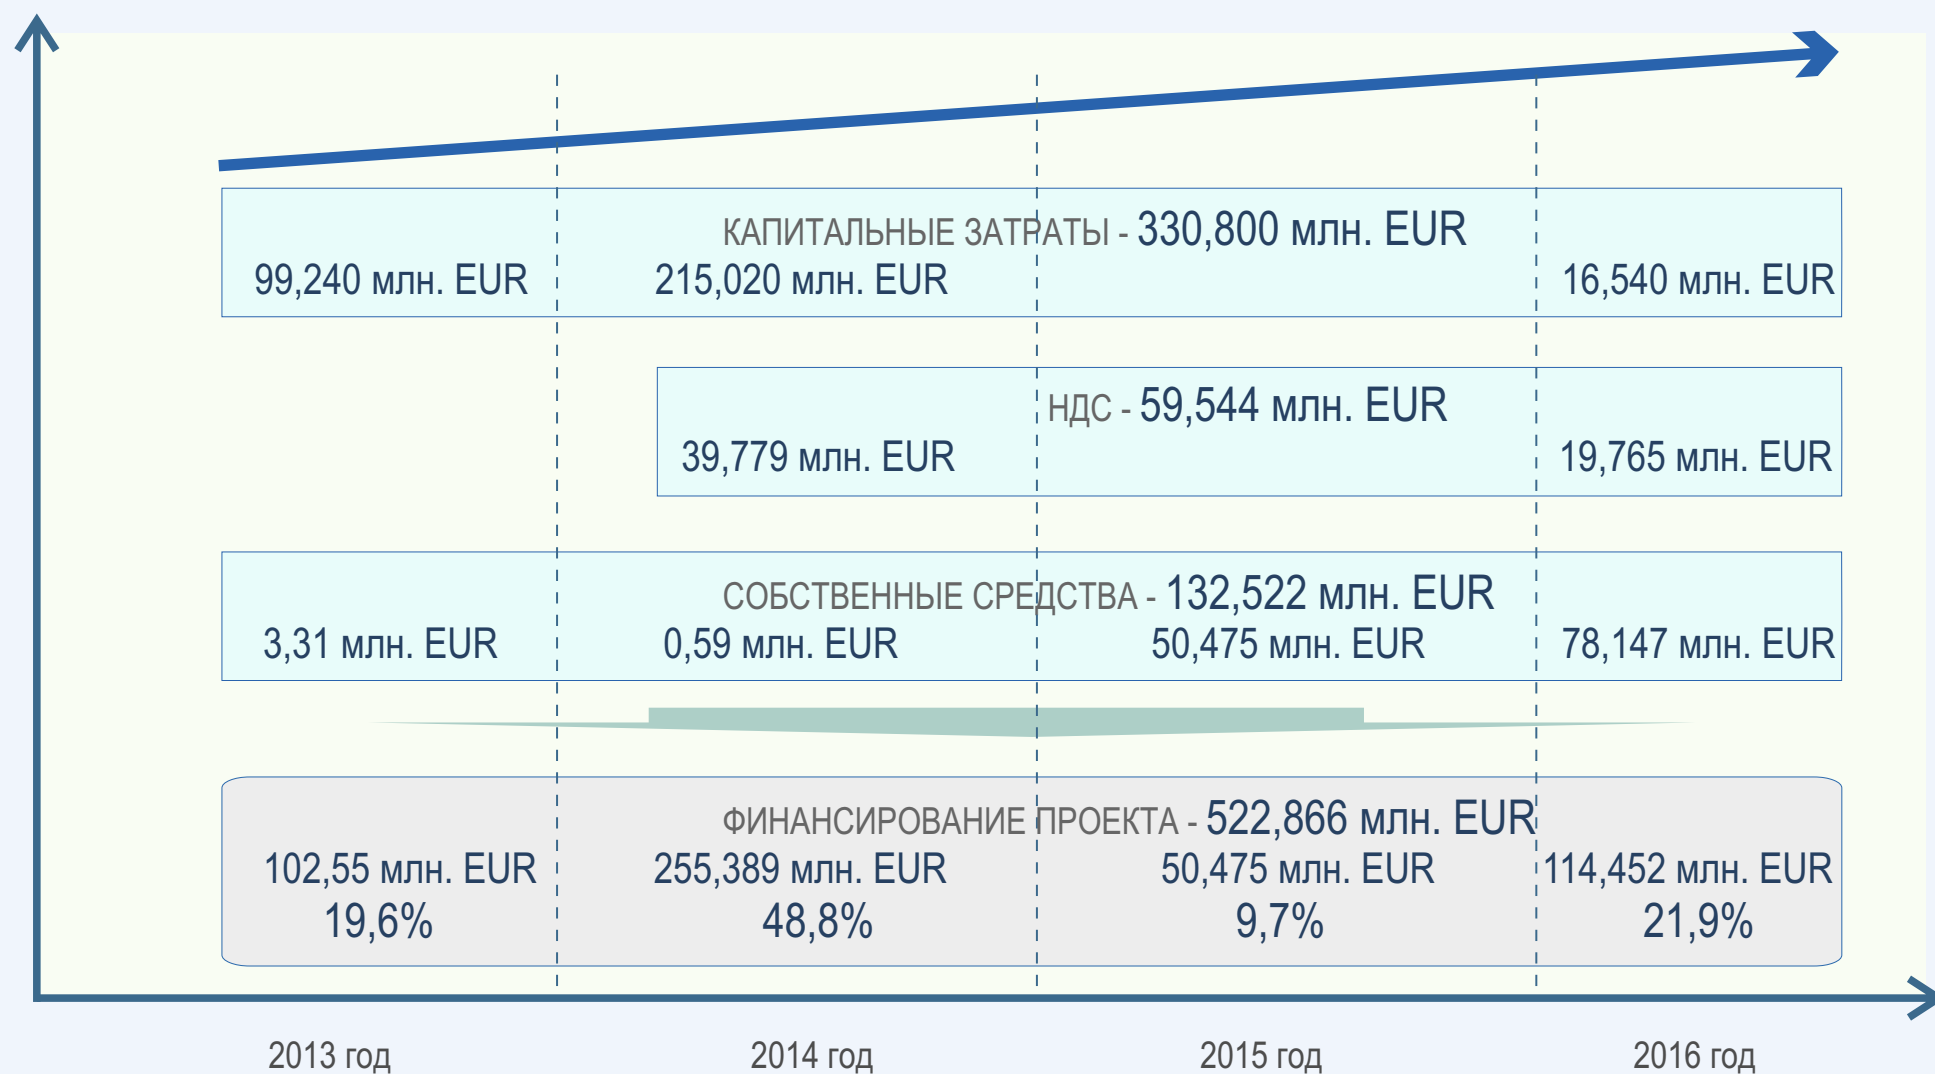 КАПИТАЛЬНЫЕ ЗАТРАТЫ - 330,800 млн. EUR
99,240 млн. EUR 215,020 млн. EUR 16,540 млн. EUR
НДС - 59,544 млн. EUR
39,779 млн. EUR 19,765 млн. EUR
СОБСТВЕННЫЕ СРЕДСТВА - 132,522 млн. EUR
3,31 млн. EUR 0,59 млн. EUR 50,475 млн. EUR 78,147 млн. EUR
ФИНАНСИРОВАНИЕ ПРОЕКТА - 522,866 млн. EUR
102,55 млн. EUR 255,389 млн. EUR 50,475 млн. EUR 114,452 млн. EUR
19,6% 48,8% 9,7% 21,9%
2013 год 2014 год 2015 год 2016 год